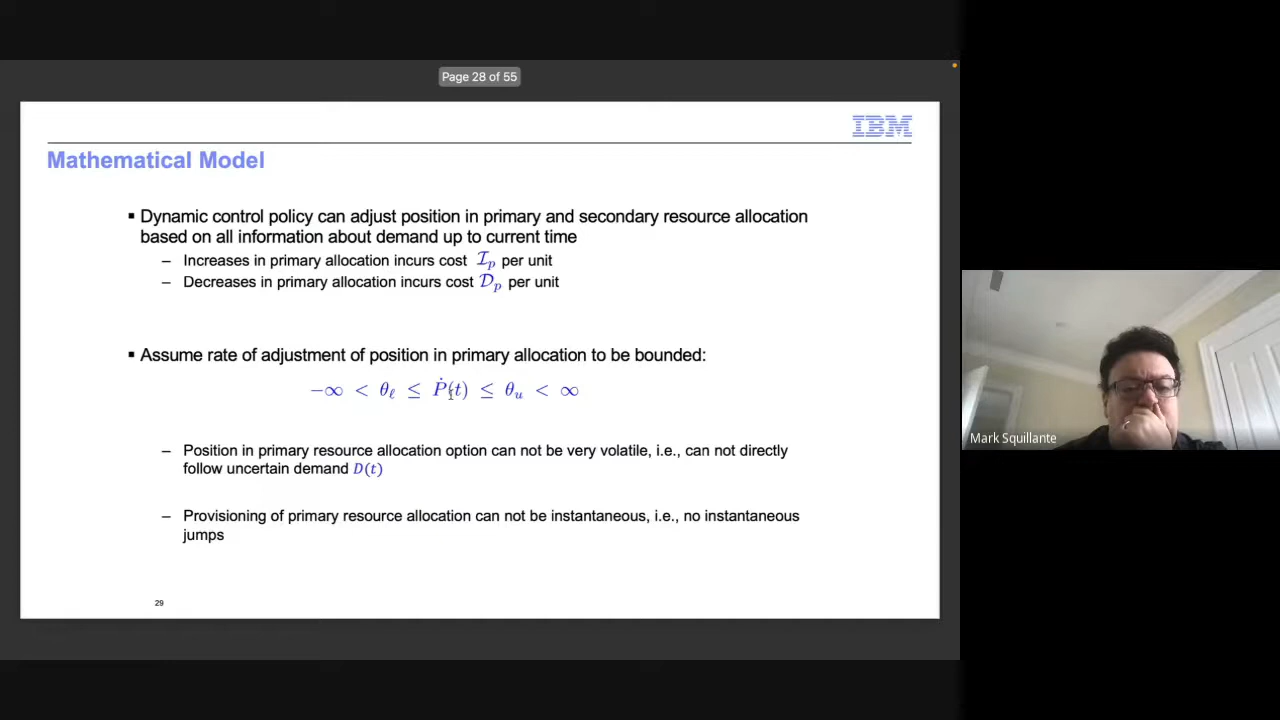 Page 28 of 55
IBM
Mathematical Model
▪ Dynamic control policy can adjust position in primary and secondary resource allocation
based on all information about demand up to current time
– Increases in primary allocation incurs cost ℐₚ per unit
– Decreases in primary allocation incurs cost 𝒟ₚ per unit
▪ Assume rate of adjustment of position in primary allocation to be bounded:
−∞ < θ_ℓ ≤ Ṗ(t) ≤ θ_u < ∞
– Position in primary resource allocation option can not be very volatile, i.e., can not directly
follow uncertain demand D(t)
– Provisioning of primary resource allocation can not be instantaneous, i.e., no instantaneous
jumps
29
Mark Squillante